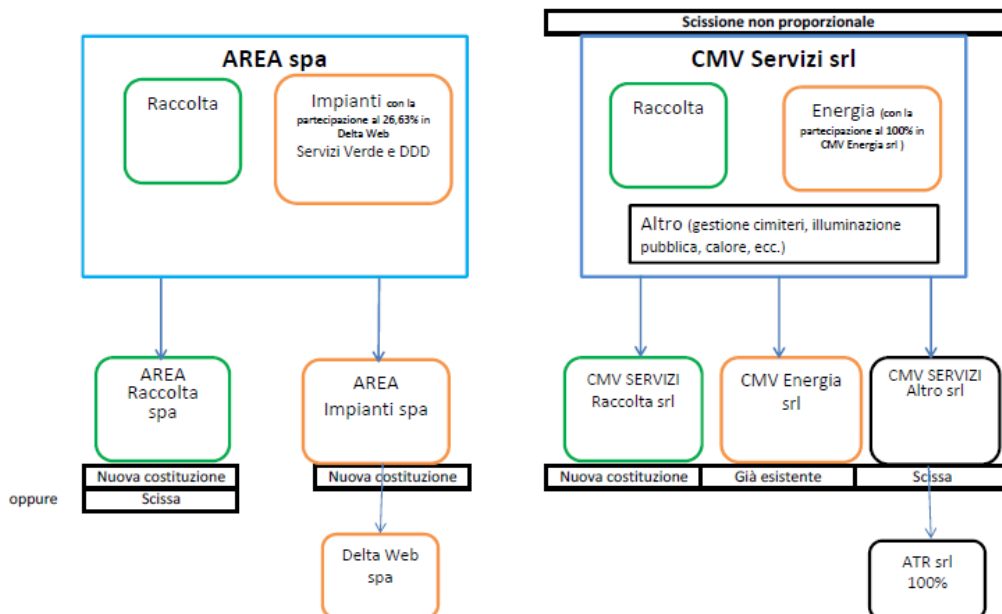 Scissione non proporzionale
AREA spa
Raccolta
Impianti con la
partecipazione al 26,63% in
Delta Web
Servizi Verde e DDD
CMV Servizi srl
Raccolta
Energia (con la
partecipazione al 100% in
CMV Energia srl )
Altro (gestione cimiteri, illuminazione
pubblica, calore, ecc.)
AREA
Raccolta
spa
AREA
Impianti spa
CMV SERVIZI
Raccolta srl
CMV Energia
srl
CMV SERVIZI
Altro srl
Nuova costituzione
oppure
Scissa
Nuova costituzione
Nuova costituzione
Già esistente
Scissa
Delta Web
spa
ATR srl
100%